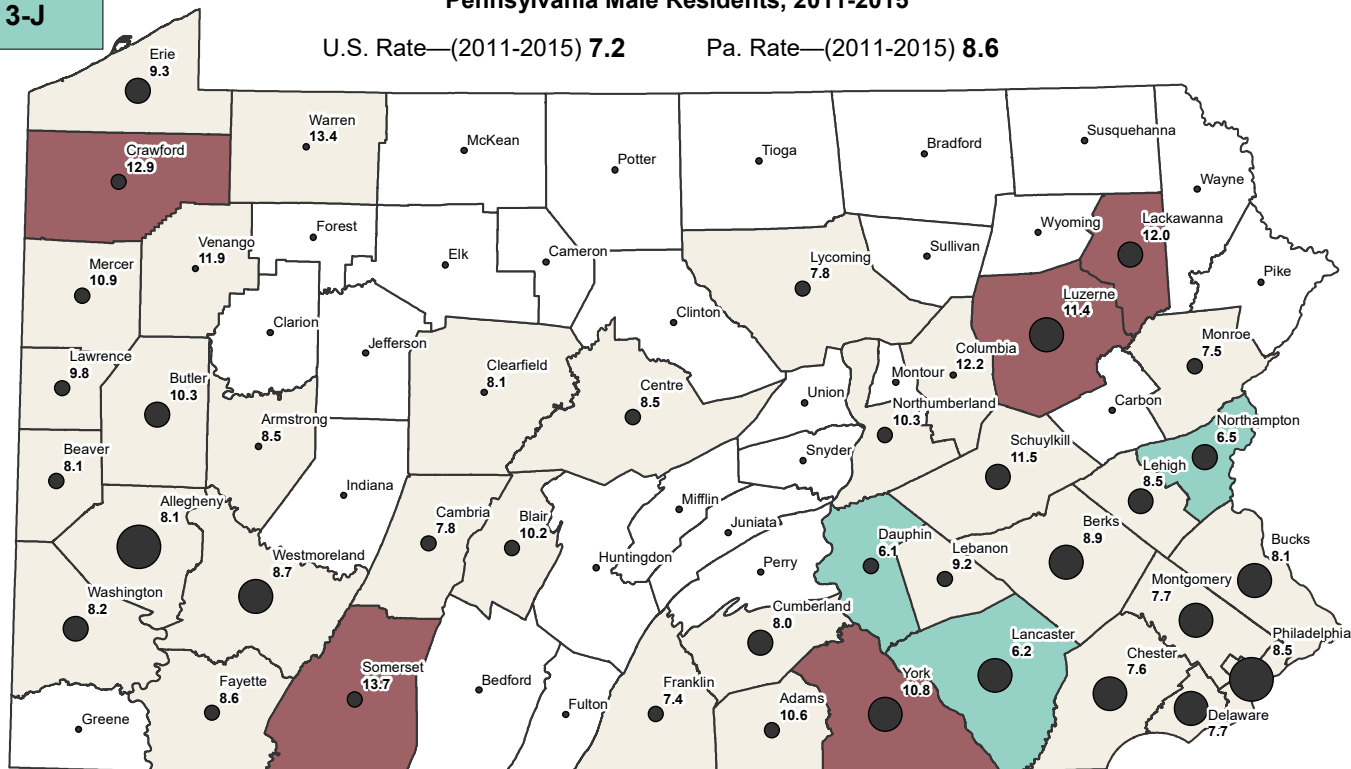 3-J
Pennsylvania Male Residents, 2011-2015
U.S. Rate—(2011-2015) 7.2
Pa. Rate—(2011-2015) 8.6
Erie
9.3
Warren
13.4
McKean
Potter
Tioga
Bradford
Susquehanna
Wayne
Crawford
12.9
Forest
Venango
11.9
Elk
Cameron
Lycoming
7.8
Sullivan
Wyoming
Lackawanna
12.0
Pike
Mercer
10.9
Clarion
Jefferson
Clinton
Luzerne
11.4
Monroe
7.5
Lawrence
9.8
Butler
10.3
Clearfield
8.1
Centre
8.5
Columbia
12.2
Montour
Union
Carbon
Armstrong
8.5
Northumberland
10.3
Northampton
6.5
Beaver
8.1
Snyder
Schuylkill
11.5
Lehigh
8.5
Allegheny
8.1
Indiana
Mifflin
Cambria
7.8
Blair
10.2
Juniata
Dauphin
6.1
Lebanon
9.2
Berks
8.9
Bucks
8.1
Westmoreland
8.7
Huntingdon
Perry
Montgomery
7.7
Washington
8.2
Cumberland
8.0
Lancaster
6.2
Philadelphia
8.5
Chester
7.6
Somerset
13.7
Bedford
York
10.8
Fayette
8.6
Franklin
7.4
Fulton
Adams
10.6
Delaware
7.7
Greene